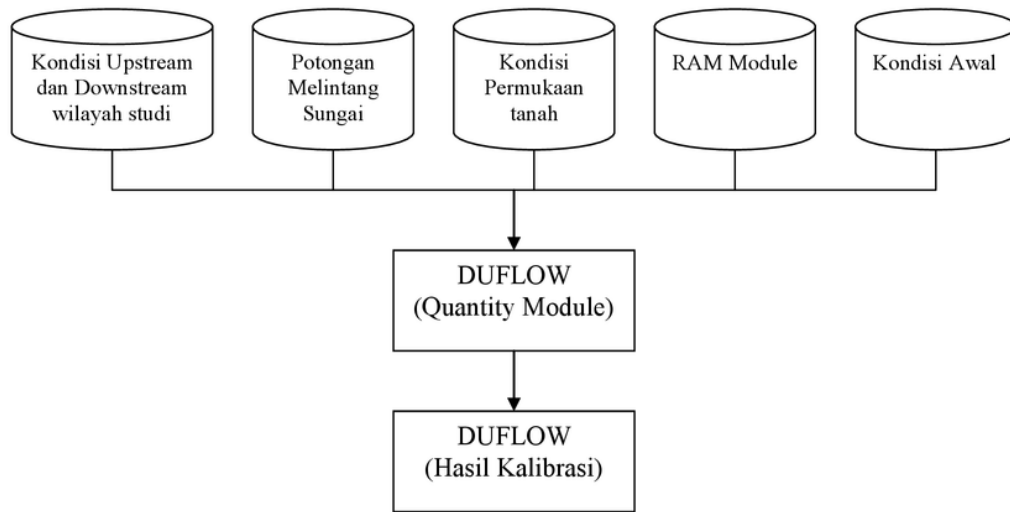 Kondisi Upstream
dan Downstream
wilayah studi
Potongan
Melintang
Sungai
Kondisi
Permukaan
tanah
RAM Module
Kondisi Awal
DUFLOW
(Quantity Module)
DUFLOW
(Hasil Kalibrasi)